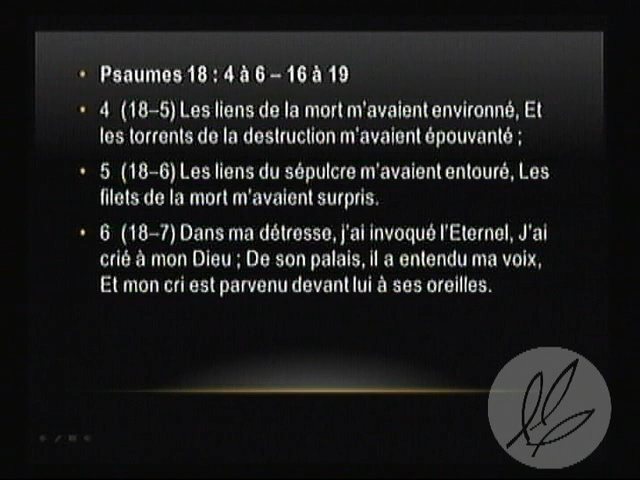 • Psaumes 18 : 4 à 6 – 16 à 19
• 4 (18–5) Les liens de la mort m'avaient environné, Et
les torrents de la destruction m'avaient épouvanté ;
• 5 (18–6) Les liens du sépulcre m'avaient entouré, Les
filets de la mort m'avaient surpris.
• 6 (18–7) Dans ma détresse, j'ai invoqué l'Eternel, J'ai
crié à mon Dieu ; De son palais, il a entendu ma voix,
Et mon cri est parvenu devant lui à ses oreilles.